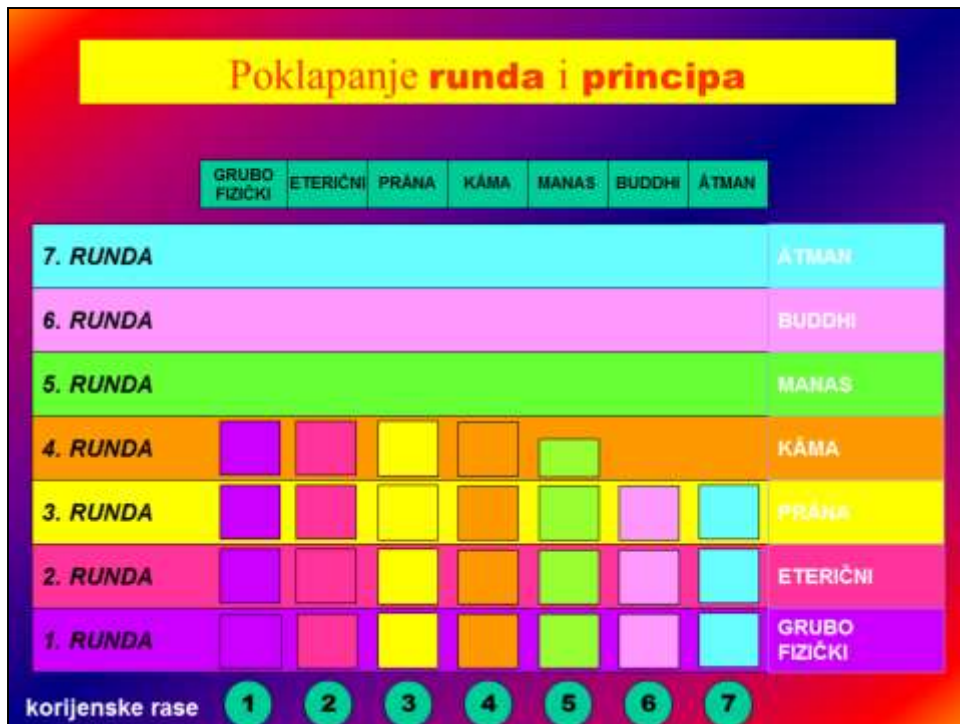 Poklapanje runda i principa
GRUBO FIZIČKI ETERIČNI PRÂNA KÂMA MANAS BUDDHI ÂTMAN
7. RUNDA ÂTMAN
6. RUNDA BUDDHI
5. RUNDA MANAS
4. RUNDA KÂMA
3. RUNDA PRÂNA
2. RUNDA ETERIČNI
1. RUNDA GRUBO FIZIČKI
korijenske rase 1 2 3 4 5 6 7